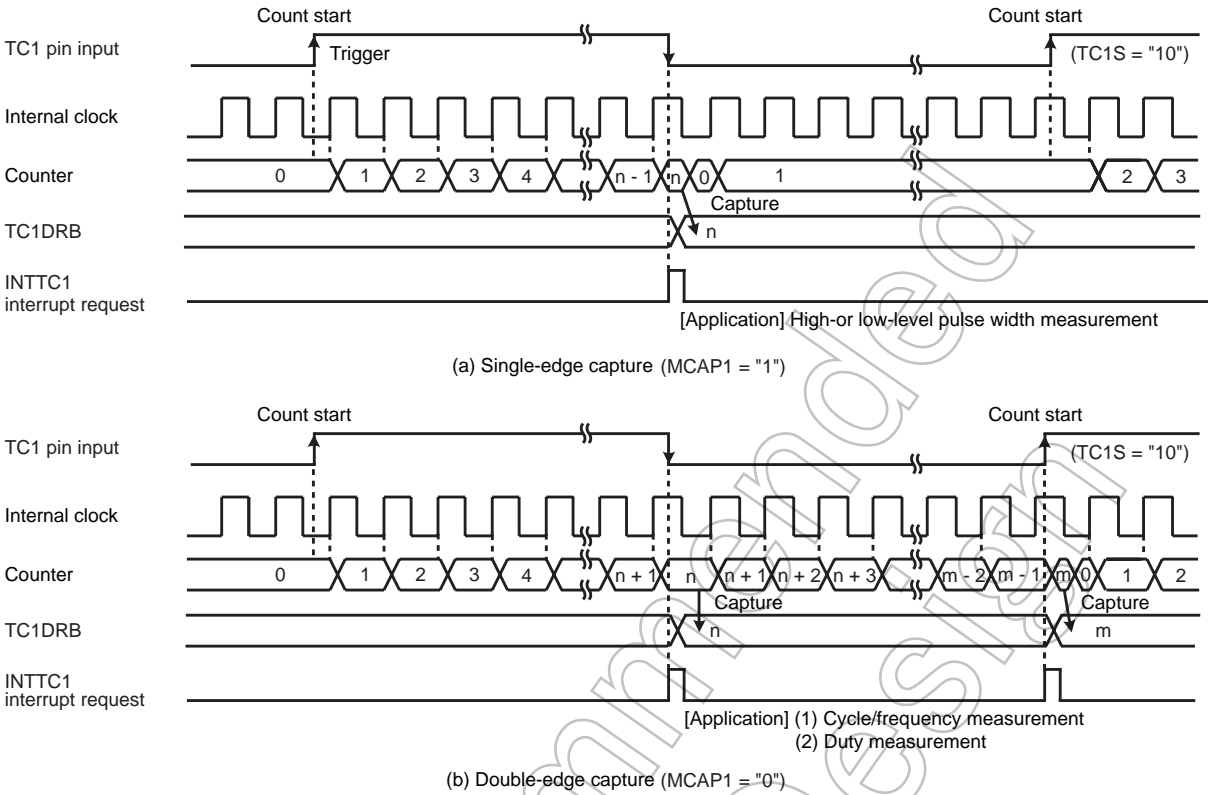 Count start Count start
TC1 pin input Trigger (TC1S = "10")
Internal clock
Counter 0 1 2 3 4 n - 1 n 0 1 2 3
Capture
TC1DRB n
INTTC1
interrupt request
[Application] High-or low-level pulse width measurement
(a) Single-edge capture (MCAP1 = "1")
Count start Count start
TC1 pin input (TC1S = "10")
Internal clock
Counter 0 1 2 3 4 n + 1 n n + 1 n + 2 n + 3 m - 2 m - 1 m 0 1 2
Capture Capture
TC1DRB n m
INTTC1
interrupt request
[Application] (1) Cycle/frequency measurement
(2) Duty measurement
(b) Double-edge capture (MCAP1 = "0")